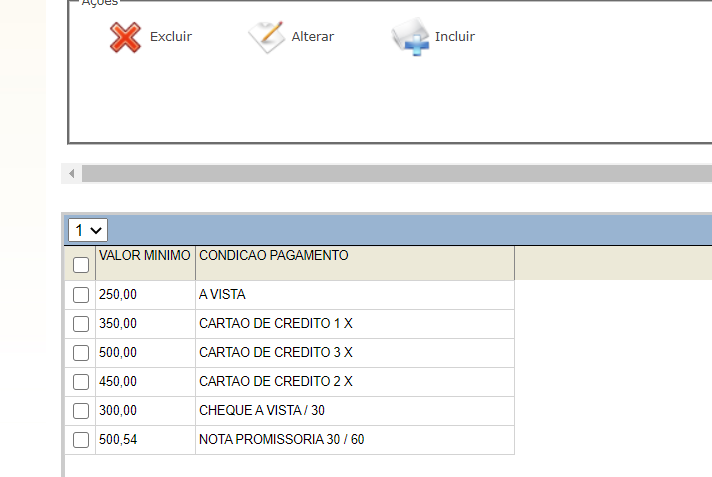 Ações
Excluir Alterar Incluir
1
VALOR MINIMO CONDICAO PAGAMENTO
250,00 A VISTA
350,00 CARTAO DE CREDITO 1 X
500,00 CARTAO DE CREDITO 3 X
450,00 CARTAO DE CREDITO 2 X
300,00 CHEQUE A VISTA / 30
500,54 NOTA PROMISSORIA 30 / 60